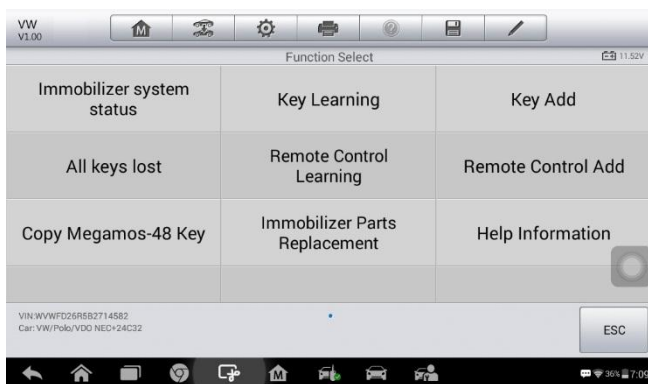 VW
V1.00
Function Select
11.52V
Immobilizer system
status
Key Learning
Key Add
All keys lost
Remote Control
Learning
Remote Control Add
Copy Megamos-48 Key
Immobilizer Parts
Replacement
Help Information
VIN:WVWFD26R5B2714582
Car: VW/Polo/VDO NEC+24C32
ESC
36%
7:09